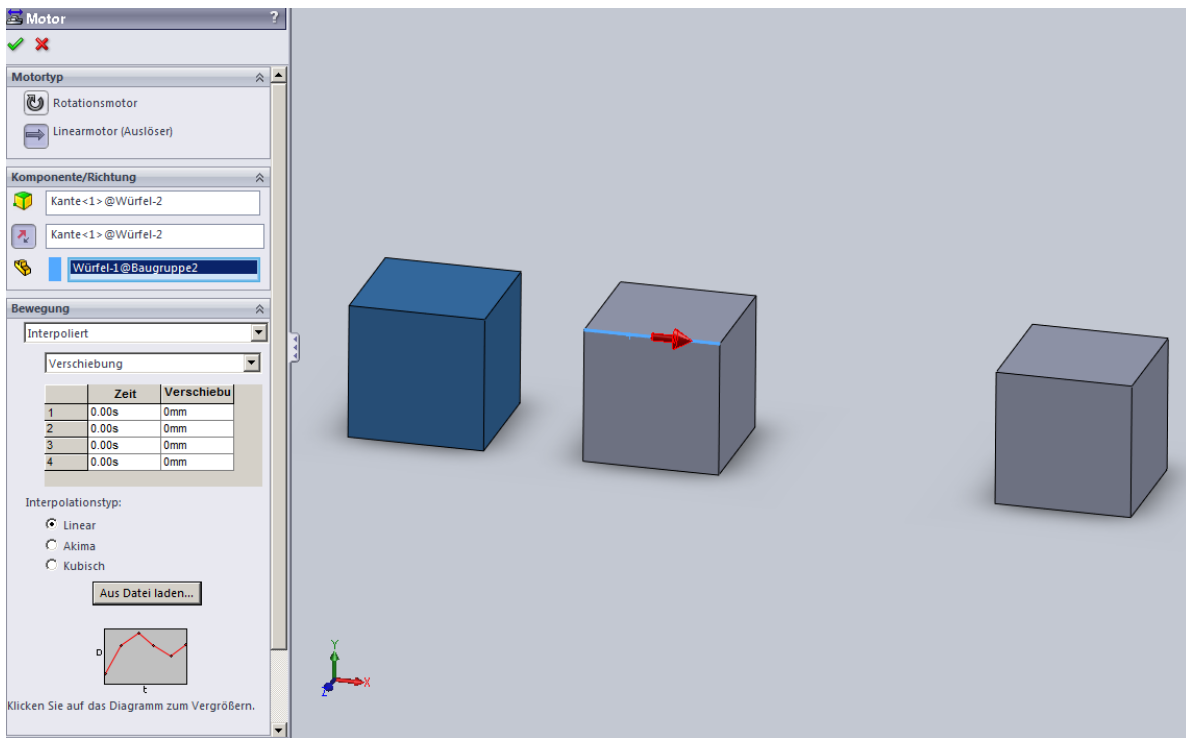 Motor ?
Motortyp
Rotationsmotor
Linearmotor (Auslöser)
Komponente/Richtung
Kante<1>@Würfel-2
Kante<1>@Würfel-2
Würfel-1@Baugruppe2
Bewegung
Interpoliert
Verschiebung
Zeit Verschiebu
1 0.00s 0mm
2 0.00s 0mm
3 0.00s 0mm
4 0.00s 0mm
Interpolationstyp:
Linear
Akima
Kubisch
Aus Datei laden...
D
t
Klicken Sie auf das Diagramm zum Vergrößern.
Y
X
Z